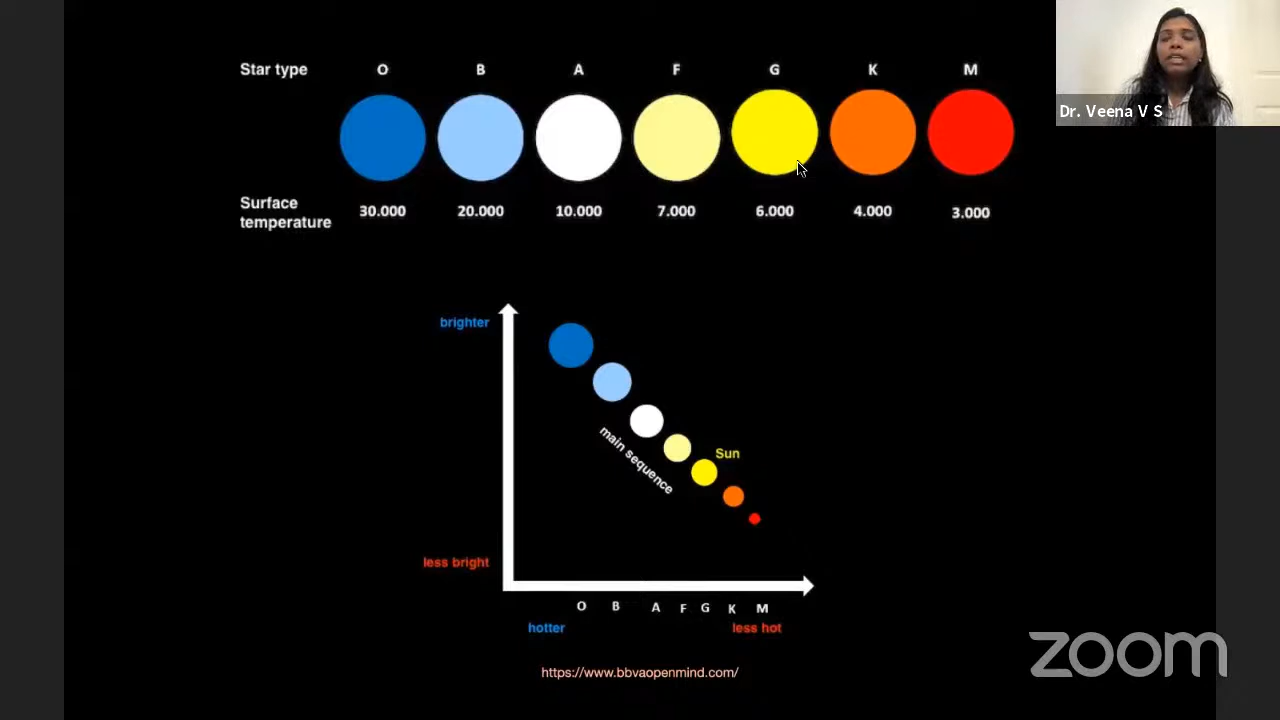 Star type O B A F G K M
Dr. Veena V S
Surface
temperature
30.000 20.000 10.000 7.000 6.000 4.000 3.000
brighter
main sequence
Sun
less bright
O B A F G K M
hotter less hot
https://www.bbvaopenmind.com/
zoom